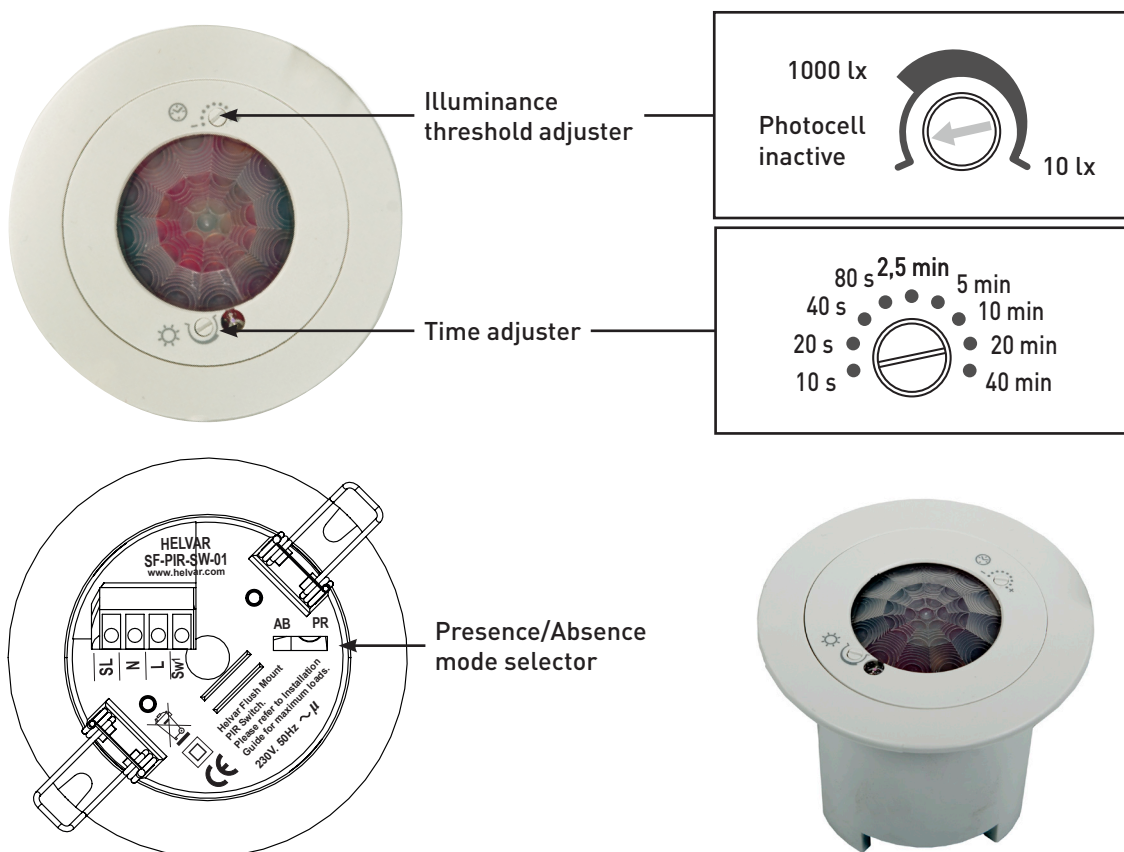 Illuminance
threshold adjuster
1000 lx
Photocell
inactive
10 lx
Time adjuster
10 s
20 s
40 s
80 s
2,5 min
5 min
10 min
20 min
40 min
HELVAR
SF-PIR-SW-01
www.helvar.com
AB PR
SL N L SW1
Helvar Flush Mount
PIR Switch.
Please refer to Installation
Guide for maximum loads.
230V. 50Hz ~ µ
CE
Presence/Absence
mode selector